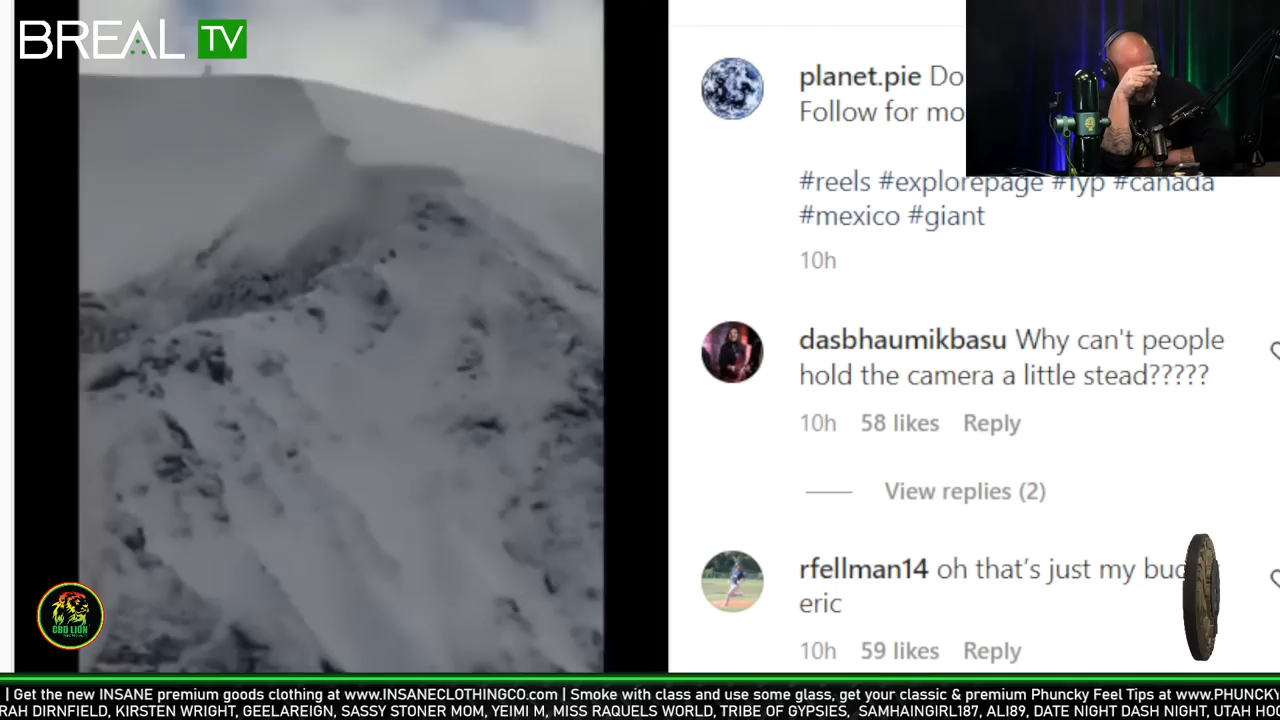 BREAL TV
planet.pie Do
Follow for mo
#reels #explorepage #fyp #canada
#mexico #giant
10h
dasbhaumikbasu Why can't people
hold the camera a little stead?????
10h 58 likes Reply
View replies (2)
rfellman14 oh that's just my bud
eric
10h 59 likes Reply
CBD LION
| Get the new INSANE premium goods clothing at www.INSANECLOTHINGCO.com | Smoke with class and use some glass, get your classic & premium Phuncky Feel Tips at www.PHUNCKY
RAH DIRNFIELD, KIRSTEN WRIGHT, GEELAREIGN, SASSY STONER MOM, YEIMI M, MISS RAQUELS WORLD, TRIBE OF GYPSIES, SAMHAINGIRL187, ALI89, DATE NIGHT DASH NIGHT, UTAH HOO